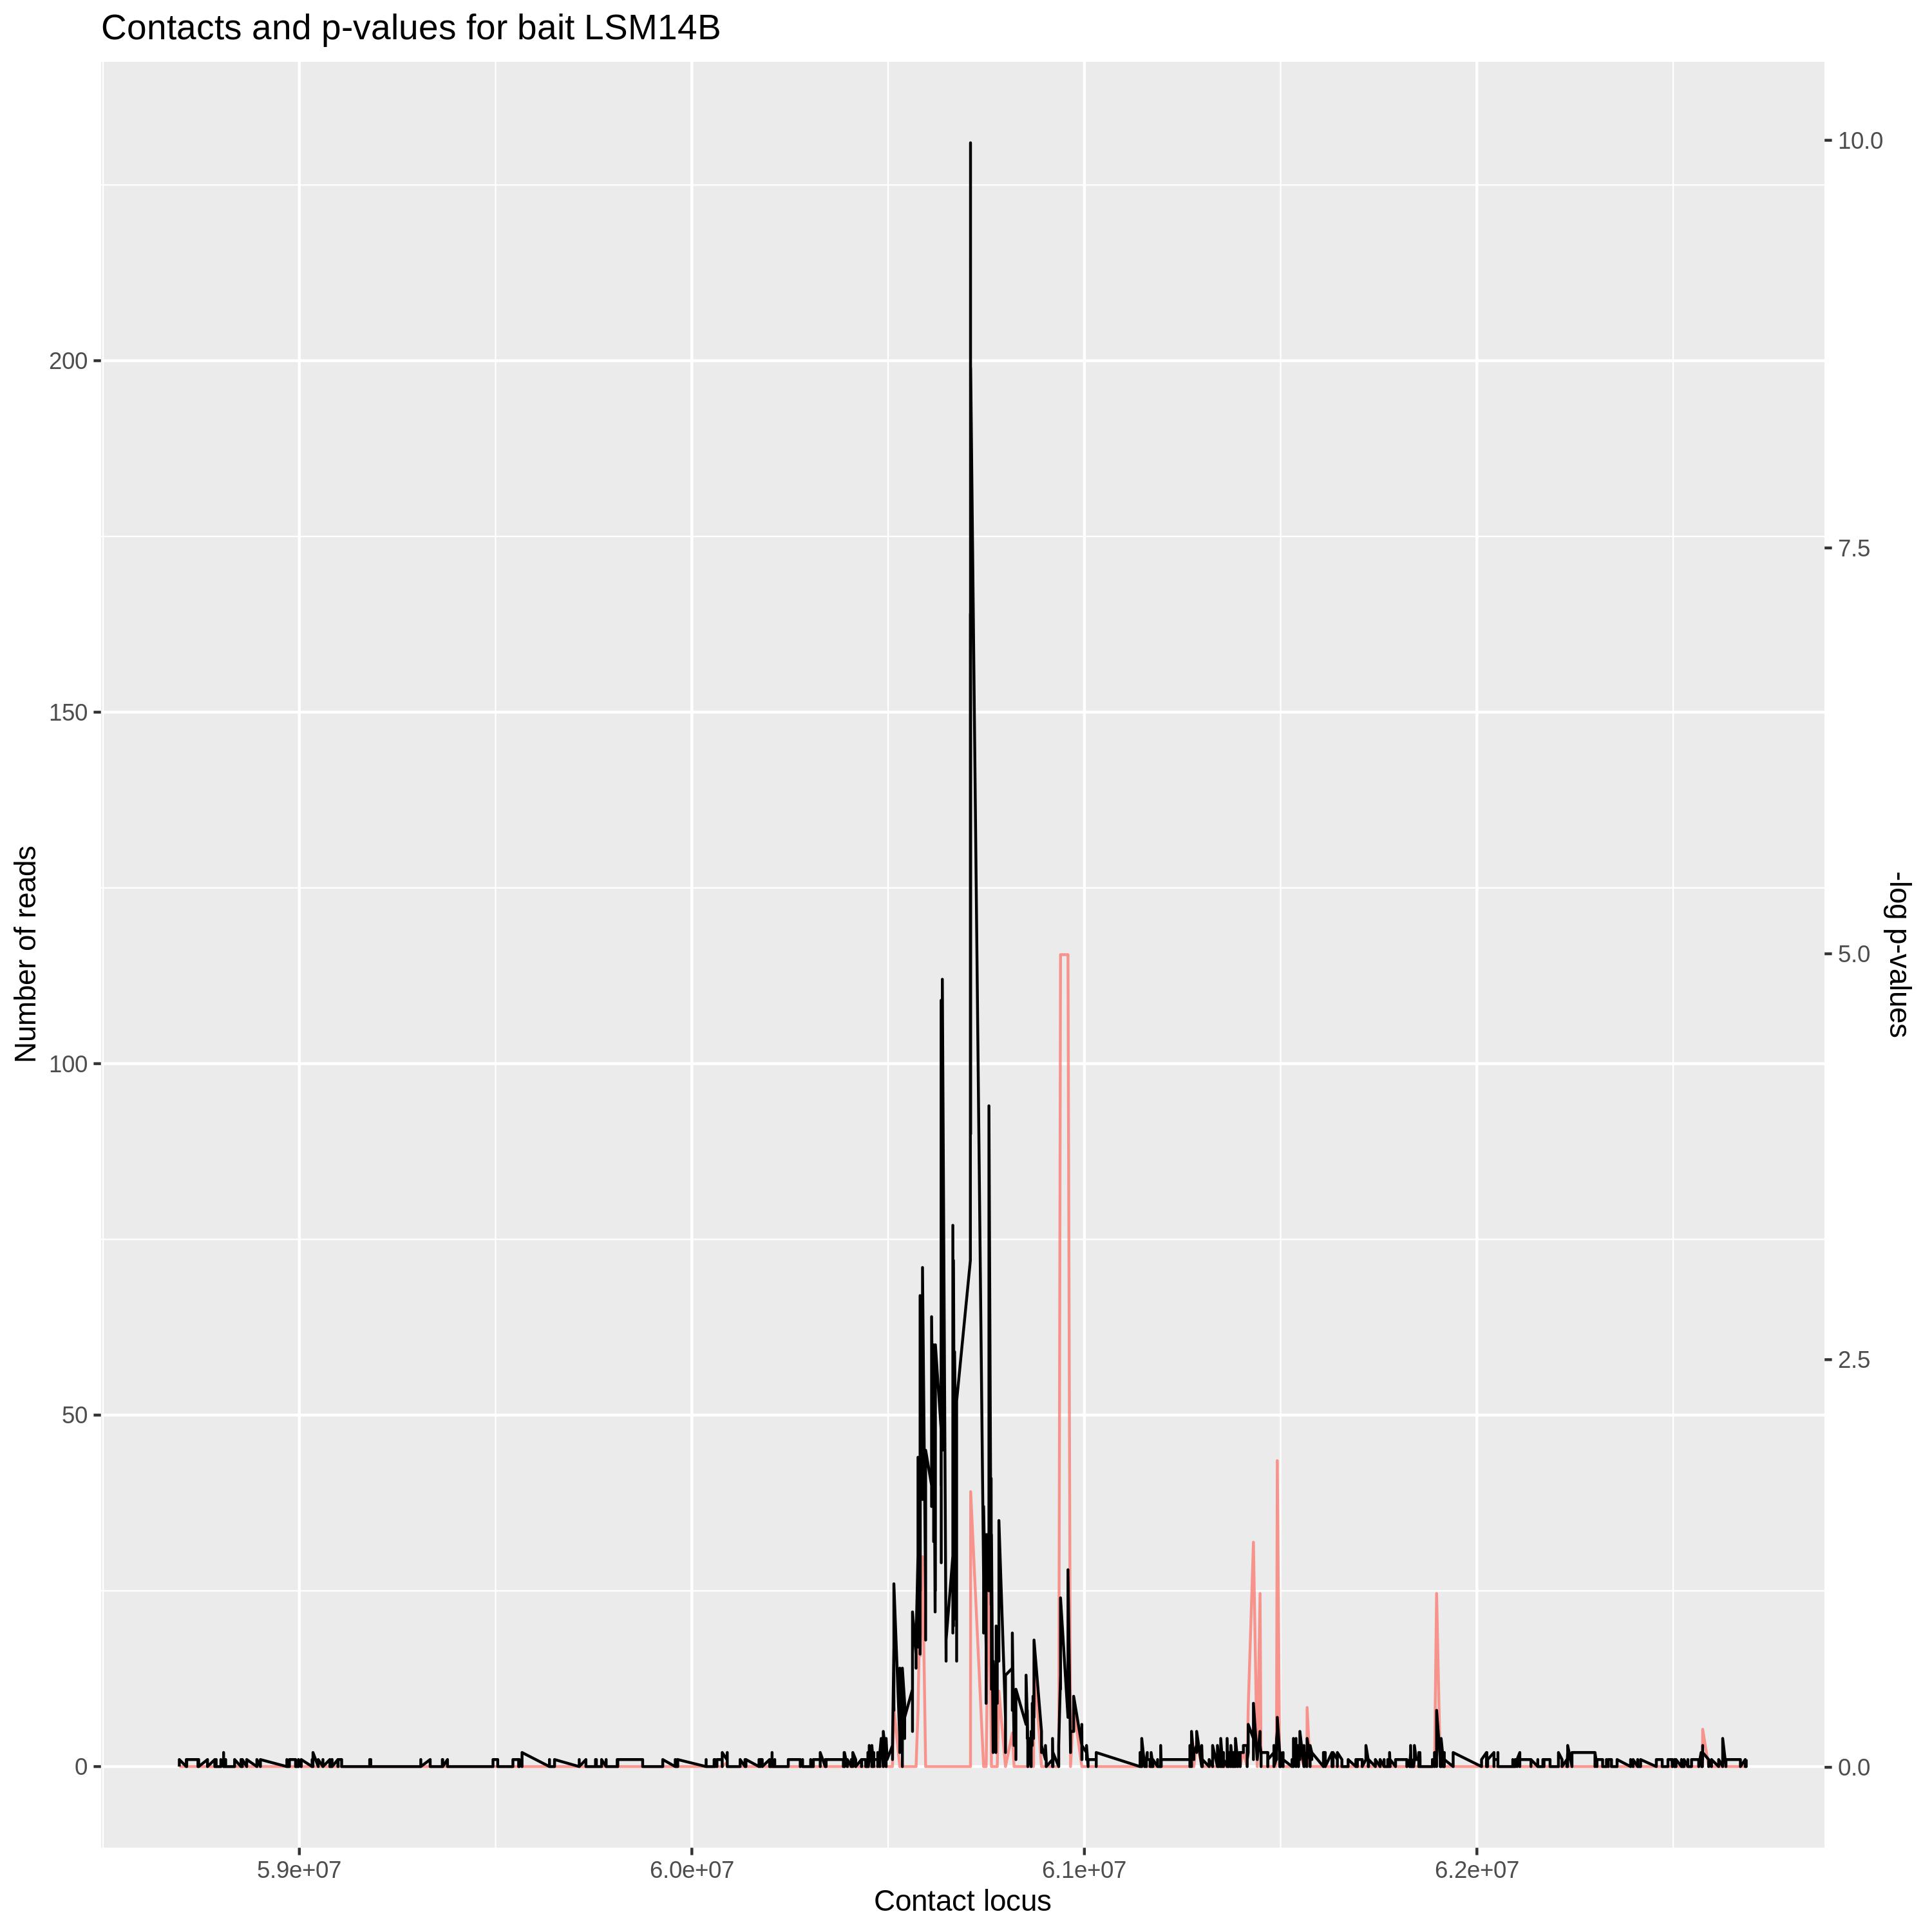 Contacts and p-values for bait LSM14B
Number of reads
200
150
100
50
0
10.0
7.5
5.0
2.5
0.0
-log p-values
5.9e+07
6.0e+07
6.1e+07
6.2e+07
Contact locus